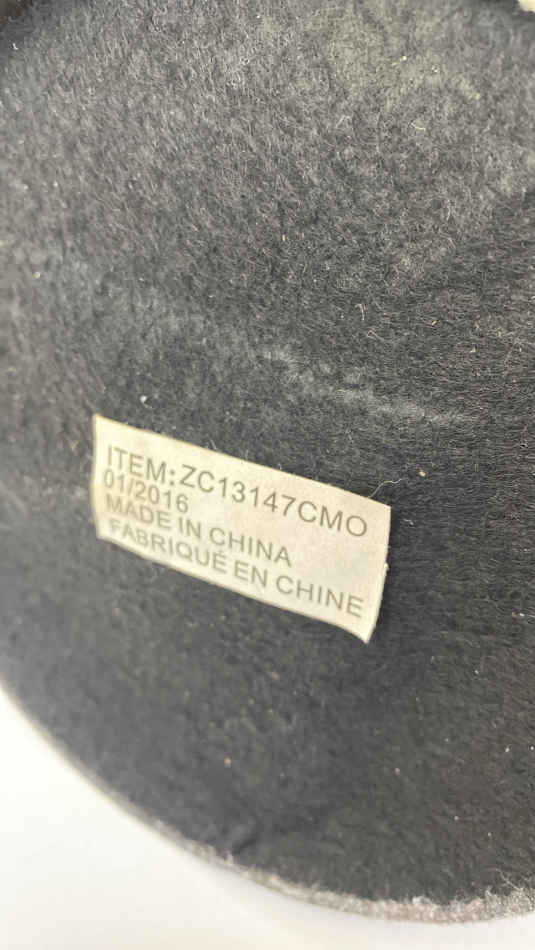 ITEM: ZC13147CMO
01/2016
MADE IN CHINA
FABRIQUÉ EN CHINE